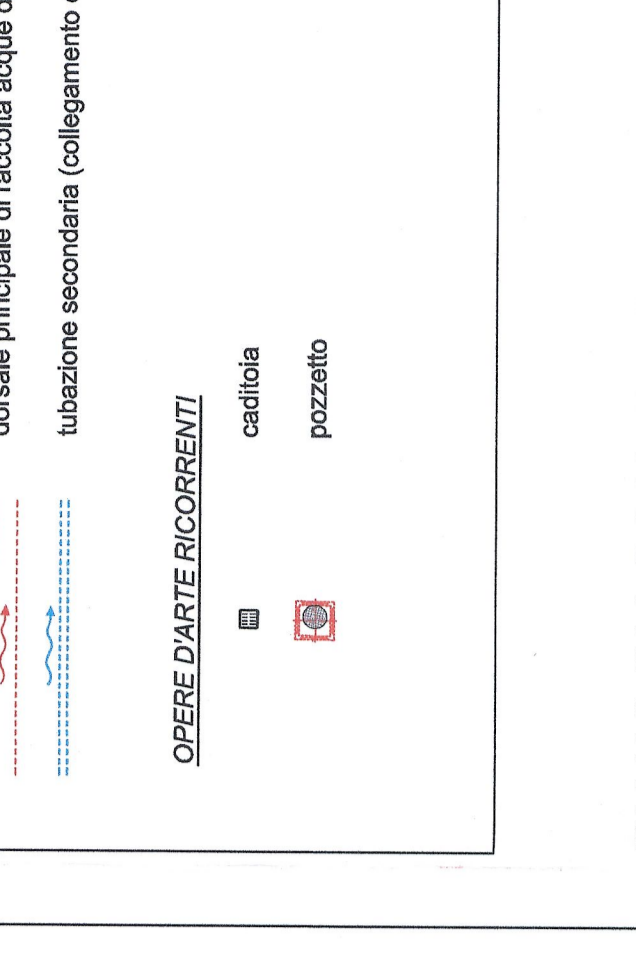 dorsale principale di raccolta acque
tubazione secondaria (collegamento
OPERE D'ARTE RICORRENTI
caditoia
pozzetto